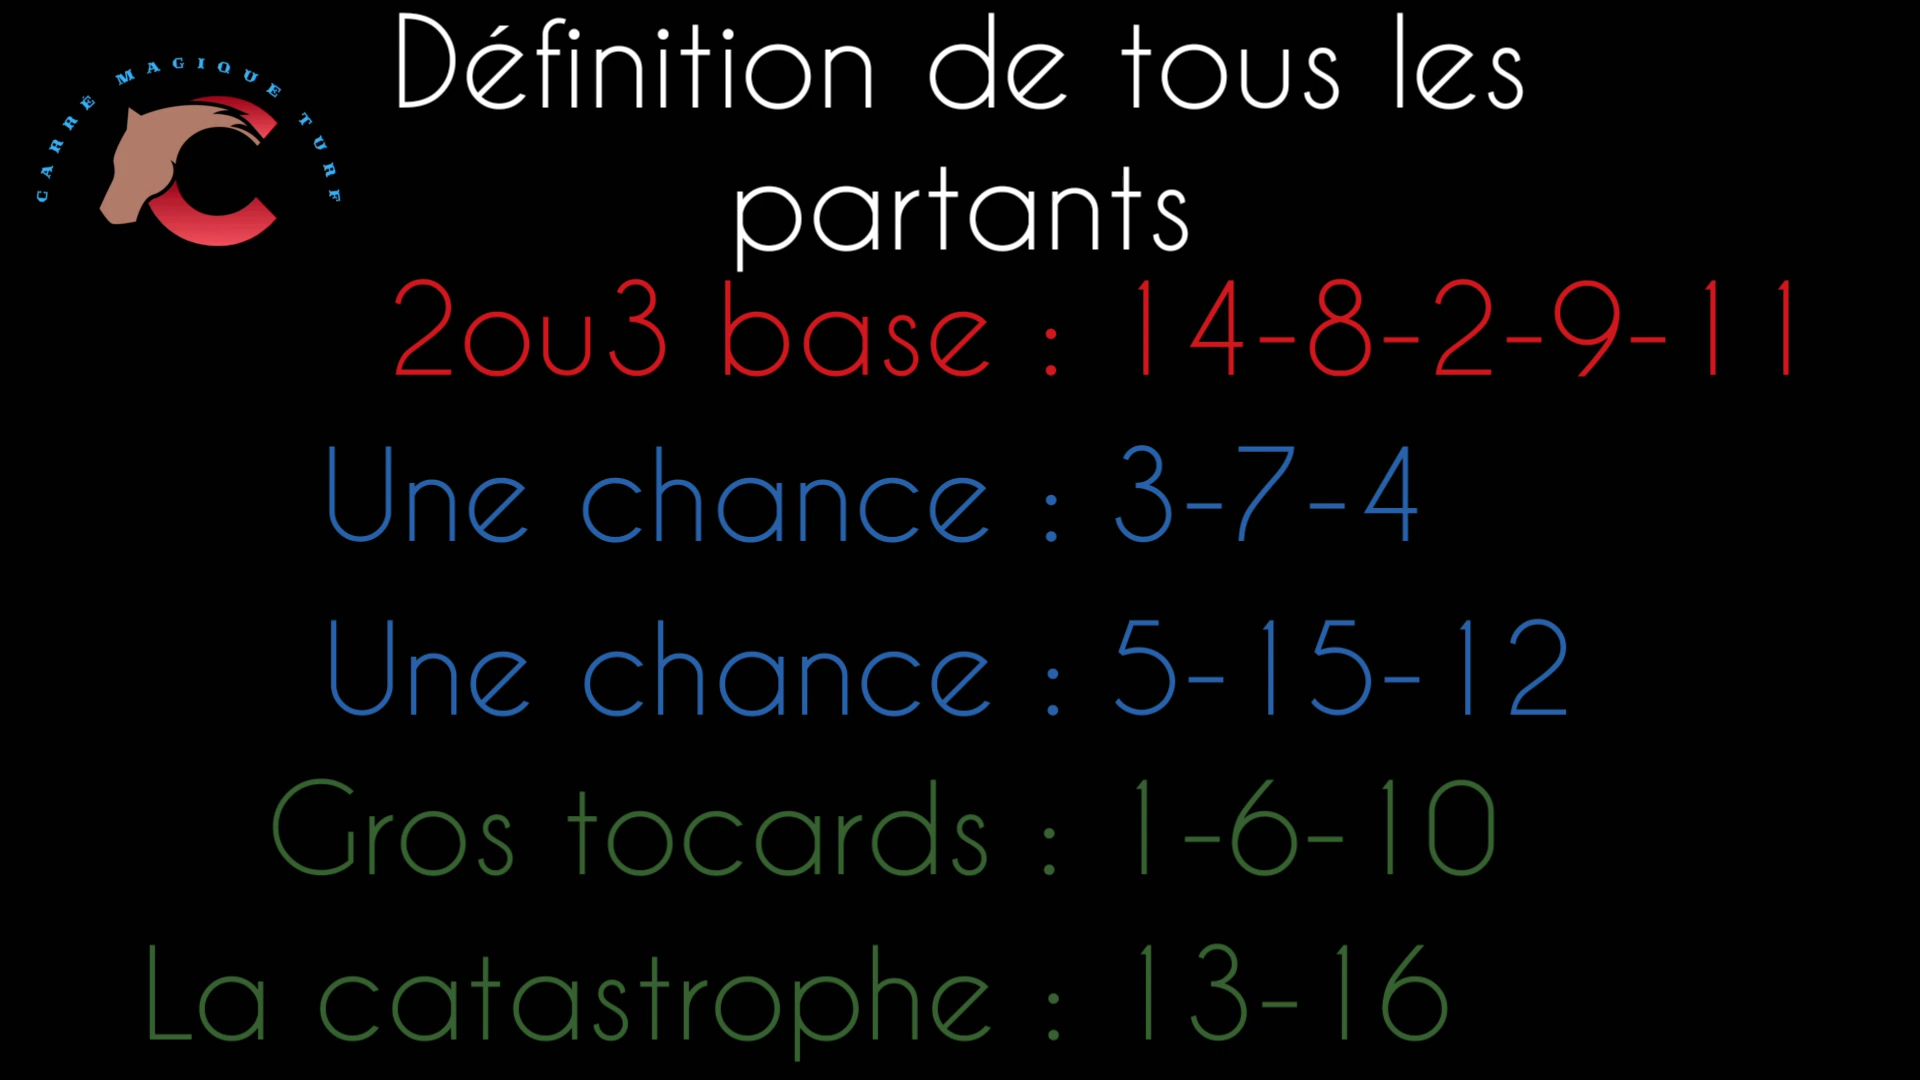 CARRÉ MAGIQUE TURF
Définition de tous les
partants
2ou3 base : 14-8-2-9-11
Une chance : 3-7-4
Une chance : 5-15-12
Gros tocards : 1-6-10
La catastrophe : 13-16